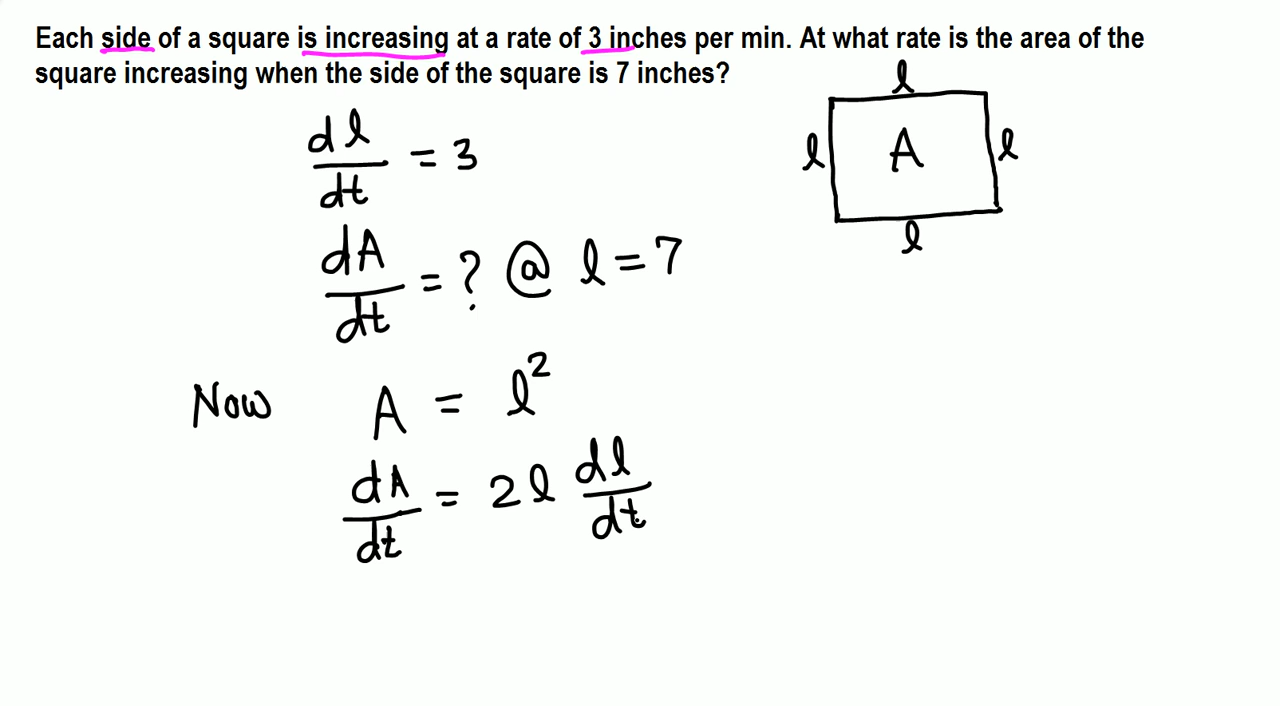 Each side of a square is increasing at a rate of 3 inches per min. At what rate is the area of the
square increasing when the side of the square is 7 inches?
l
l A l
l
dl/dt = 3
dA/dt = ? @ l = 7
Now A = l²
dA/dt = 2l dl/dt